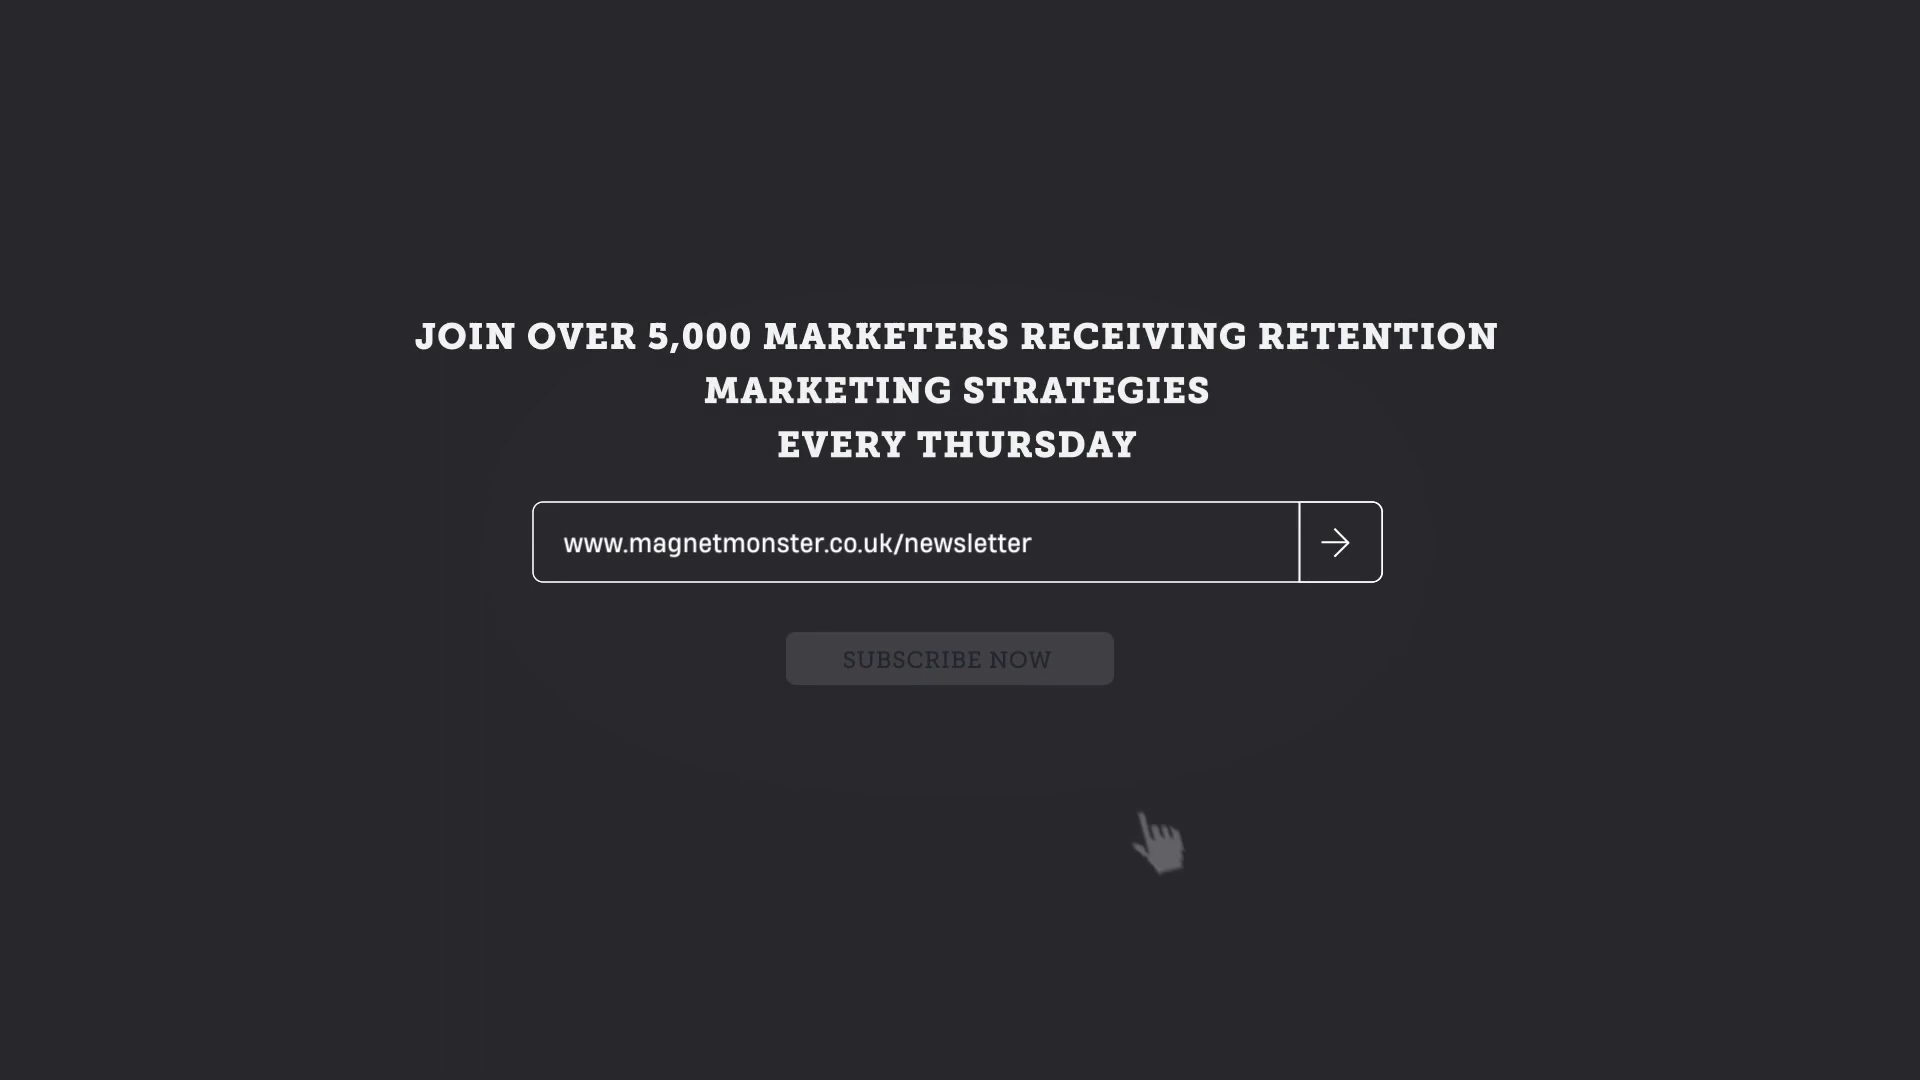 JOIN OVER 5,000 MARKETERS RECEIVING RETENTION
MARKETING STRATEGIES
EVERY THURSDAY
www.magnetmonster.co.uk/newsletter
SUBSCRIBE NOW